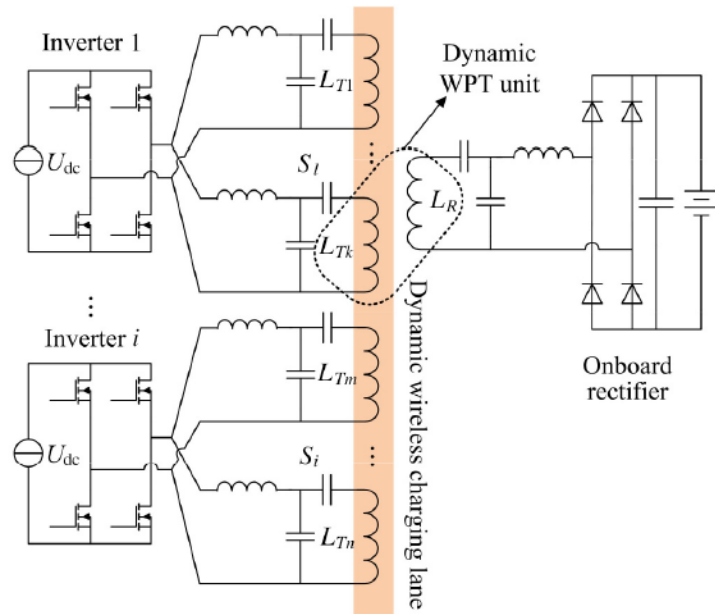 Inverter 1
U_dc
L_T1
S_ℓ
L_Tk
Dynamic
WPT unit
L_R
⋮
Inverter i
U_dc
L_Tm
S_i
L_Tn
⋮
⋮
Dynamic wireless charging lane
Onboard
rectifier